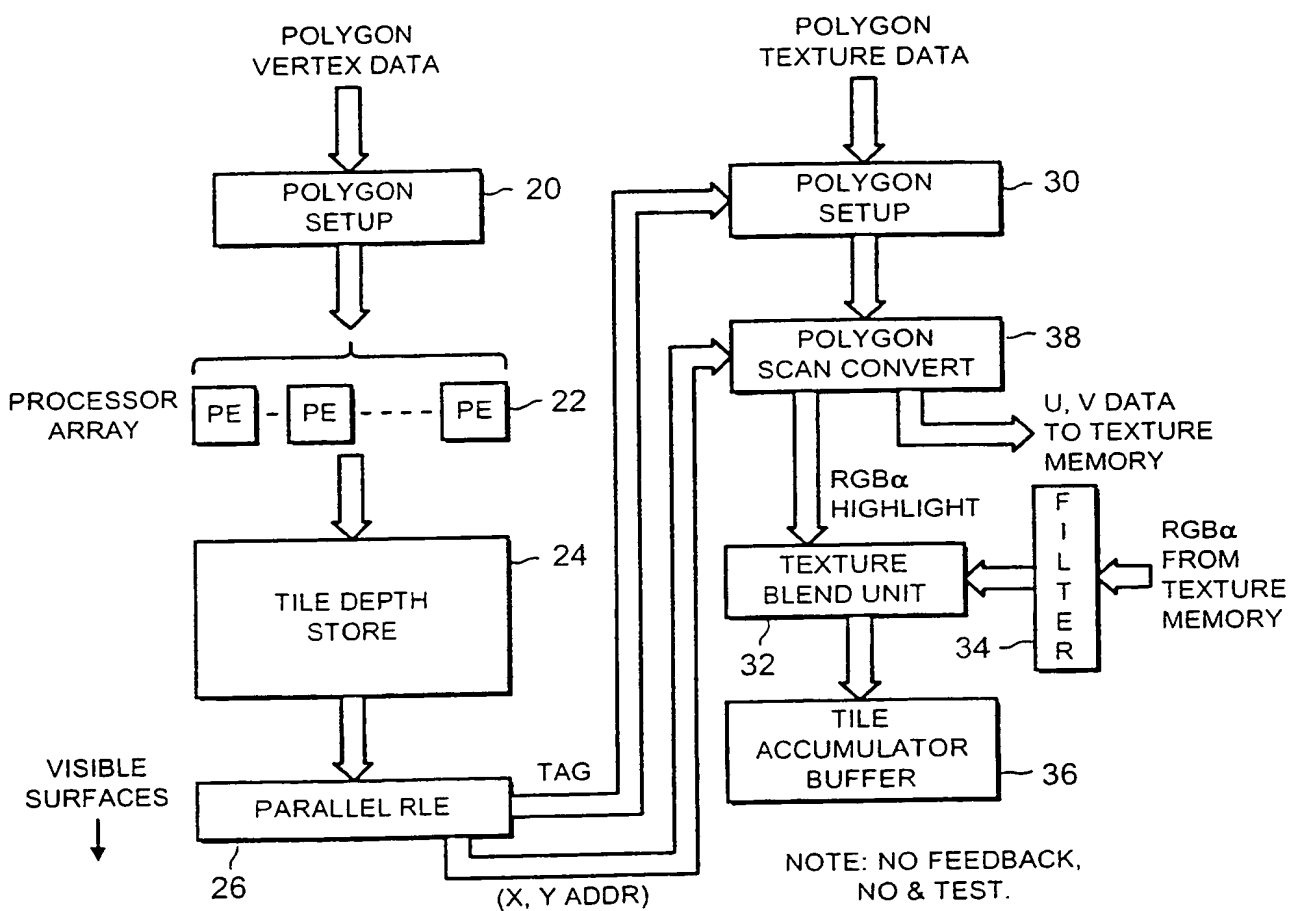 POLYGON
VERTEX DATA
POLYGON
SETUP
20
PROCESSOR
ARRAY
PE
PE
PE
22
TILE DEPTH
STORE
24
VISIBLE
SURFACES
PARALLEL RLE
26
TAG
(X, Y ADDR)
POLYGON
TEXTURE DATA
POLYGON
SETUP
30
POLYGON
SCAN CONVERT
38
U, V DATA
TO TEXTURE
MEMORY
RGBα
HIGHLIGHT
TEXTURE
BLEND UNIT
32
FILTER
34
RGBα
FROM
TEXTURE
MEMORY
TILE
ACCUMULATOR
BUFFER
36
NOTE: NO FEEDBACK,
NO & TEST.